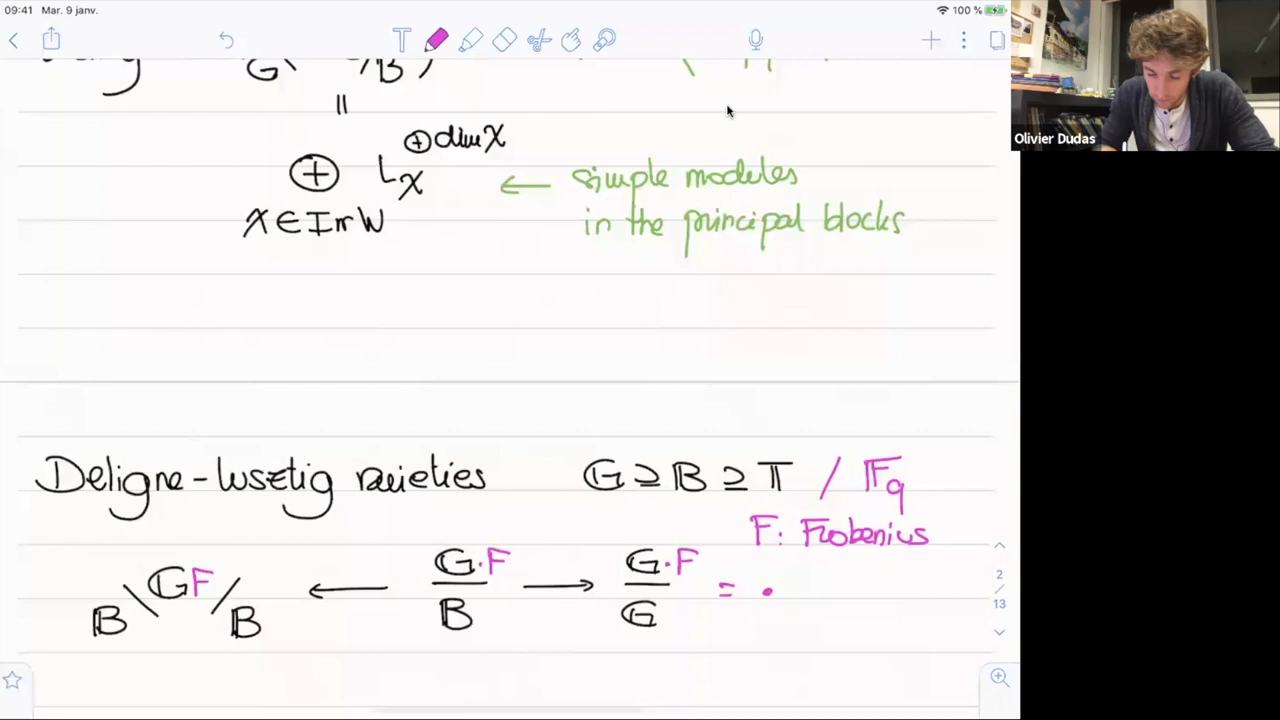 09:41 Mar. 9 janv.
100 %
Olivier Dudas
G\ /B )
=
⊕ L_χ^{⊕ dim χ}
χ ∈ Irr W
← simple modules
in the principal blocks
Deligne-Lusztig varieties G ⊇ B ⊇ T / F_q
F: Frobenius
B\GF/B ← G·F/B → G·F/G = •
2
/
13